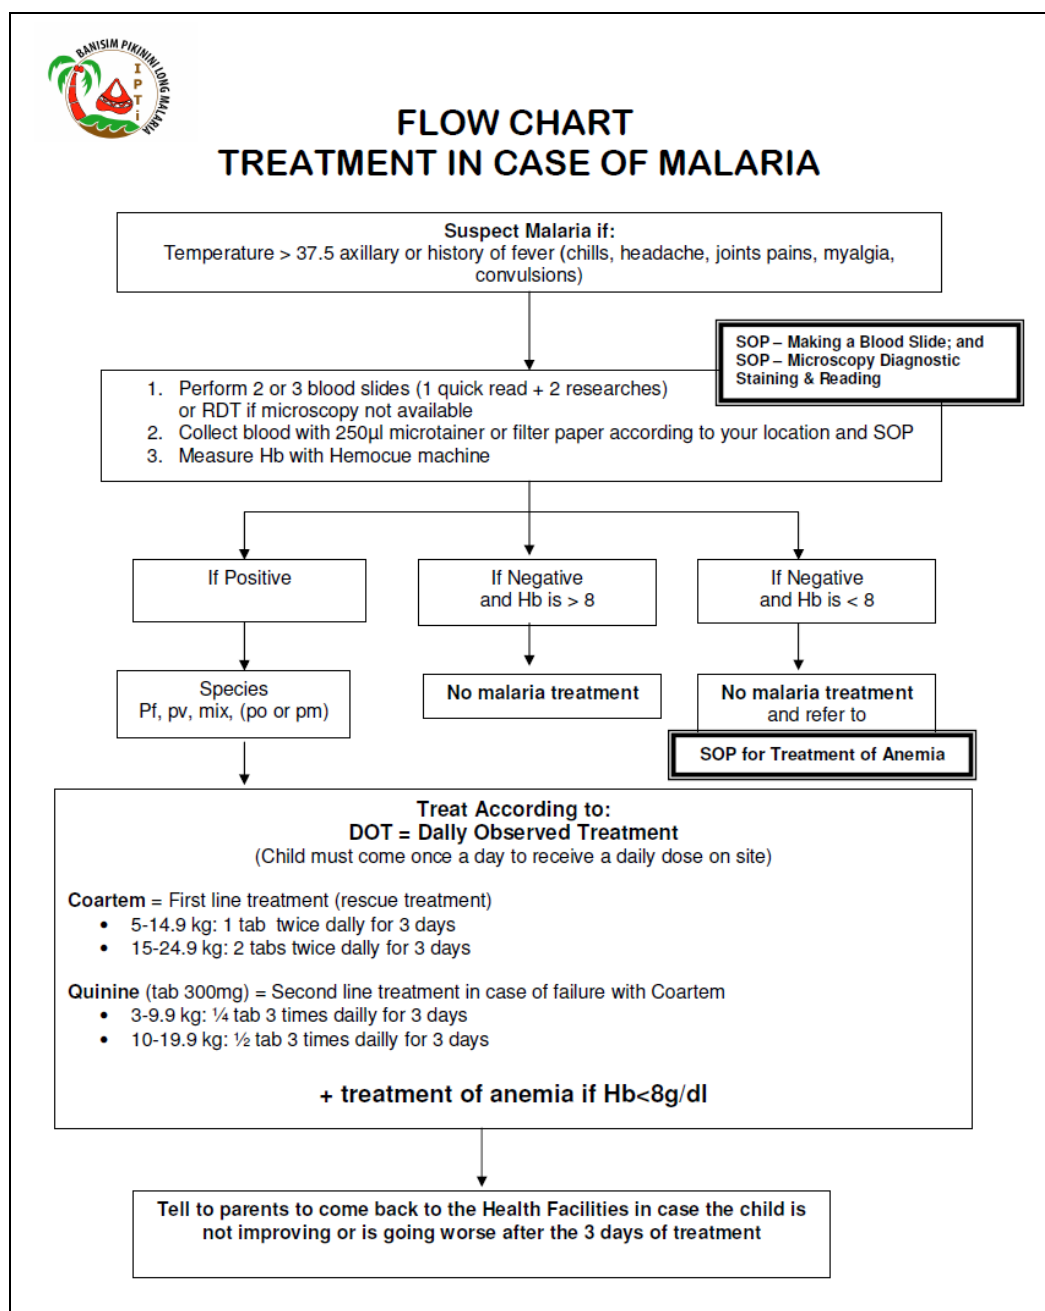 BANISIM PIKININI LONG MALARIA
I
P
T
i
FLOW CHART
TREATMENT IN CASE OF MALARIA
Suspect Malaria if:
Temperature > 37.5 axillary or history of fever (chills, headache, joints pains, myalgia,
convulsions)
SOP – Making a Blood Slide; and
SOP – Microscopy Diagnostic
Staining & Reading
1. Perform 2 or 3 blood slides (1 quick read + 2 researches)
or RDT if microscopy not available
2. Collect blood with 250µl microtainer or filter paper according to your location and SOP
3. Measure Hb with Hemocue machine
If Positive
If Negative
and Hb is > 8
If Negative
and Hb is < 8
Species
Pf, pv, mix, (po or pm)
No malaria treatment
No malaria treatment
and refer to
SOP for Treatment of Anemia
Treat According to:
DOT = Dally Observed Treatment
(Child must come once a day to receive a daily dose on site)
Coartem = First line treatment (rescue treatment)
• 5-14.9 kg: 1 tab twice dally for 3 days
• 15-24.9 kg: 2 tabs twice dally for 3 days
Quinine (tab 300mg) = Second line treatment in case of failure with Coartem
• 3-9.9 kg: ¼ tab 3 times dailly for 3 days
• 10-19.9 kg: ½ tab 3 times dailly for 3 days
+ treatment of anemia if Hb<8g/dl
Tell to parents to come back to the Health Facilities in case the child is
not improving or is going worse after the 3 days of treatment